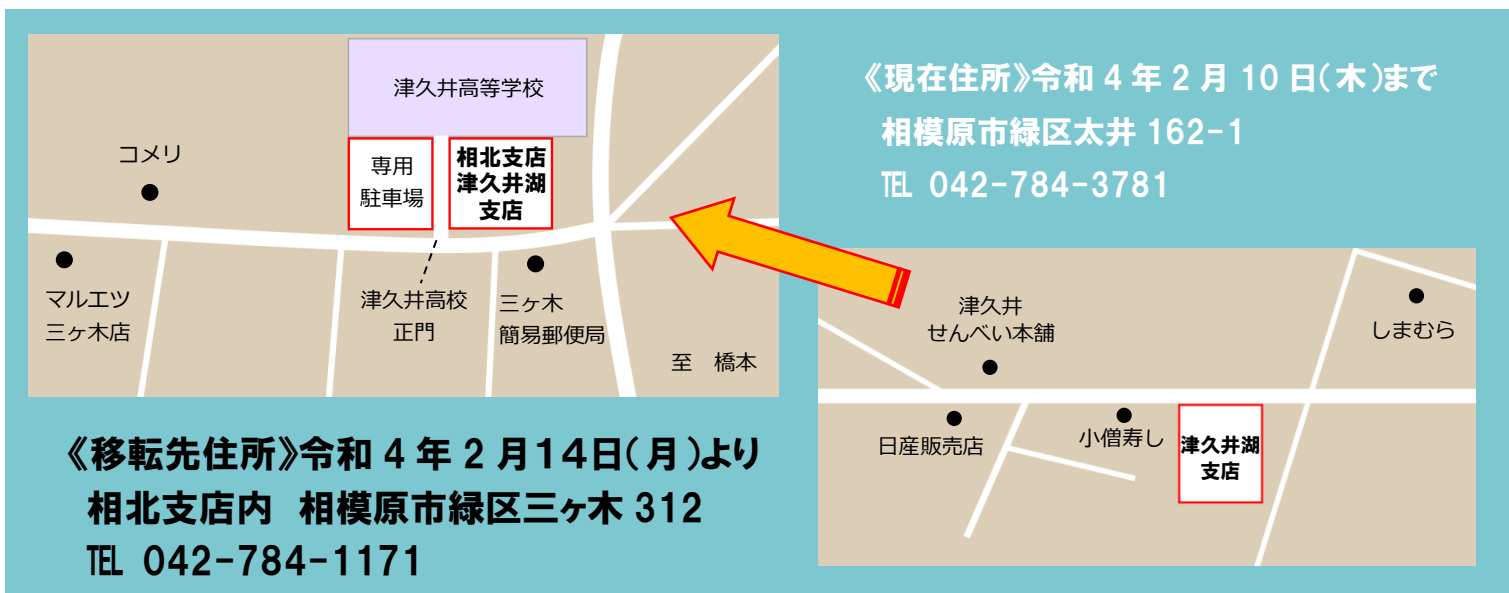 津久井高等学校
コメリ
専用
駐車場
相北支店
津久井湖
支店
マルエツ
三ヶ木店
津久井高校
正門
三ヶ木
簡易郵便局
至　橋本
《現在住所》令和 4 年 2 月 10 日(木)まで
相模原市緑区太井 162-1
℡ 042-784-3781
津久井
せんべい本舗
しまむら
日産販売店
小僧寿し
津久井湖
支店
《移転先住所》令和 4 年 2 月14日(月)より
相北支店内　相模原市緑区三ヶ木 312
℡ 042-784-1171